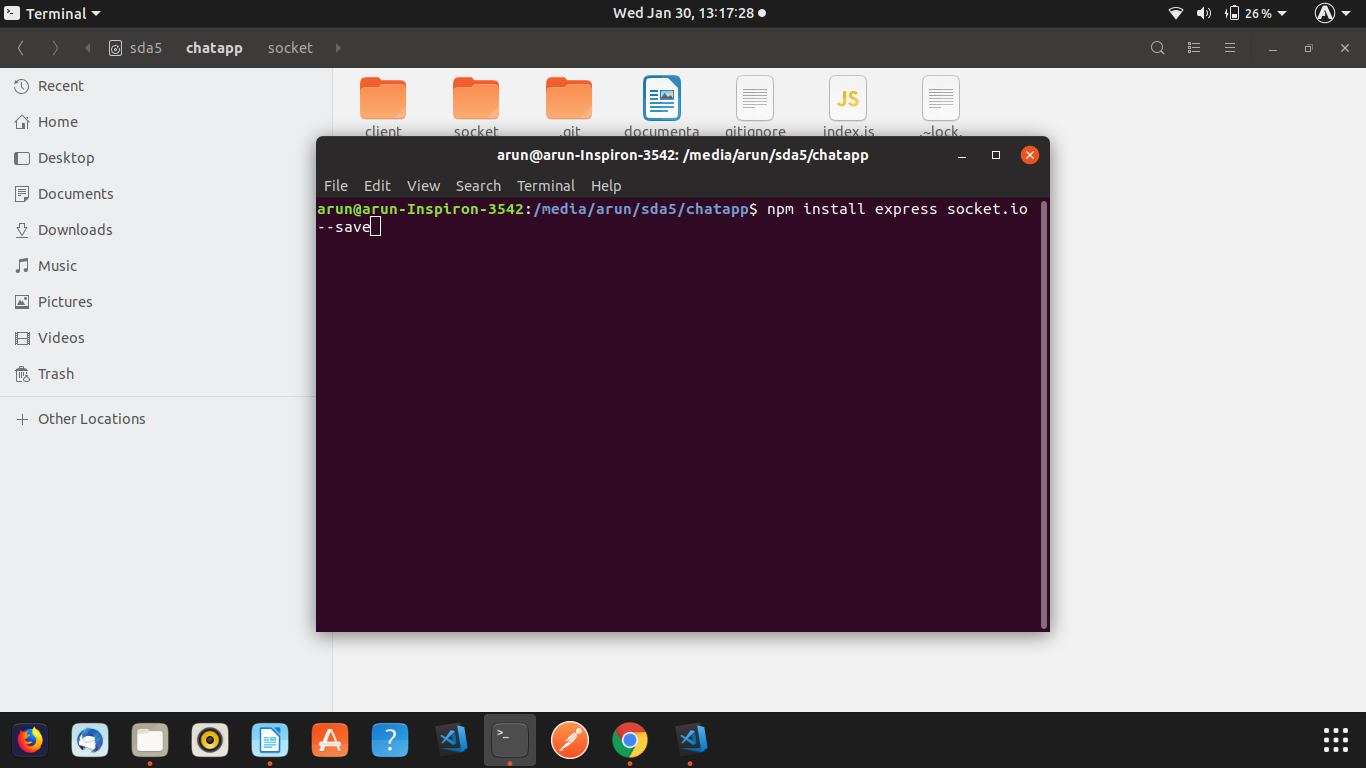 Terminal
Wed Jan 30, 13:17:28
26 %
sda5
chatapp
socket
Recent
Home
Desktop
Documents
Downloads
Music
Pictures
Videos
Trash
Other Locations
client
socket
.git
documenta
gitignore
JS
index.js
.~lock.
arun@arun-Inspiron-3542: /media/arun/sda5/chatapp
File Edit View Search Terminal Help
arun@arun-Inspiron-3542:/media/arun/sda5/chatapp$ npm install express socket.io
--save